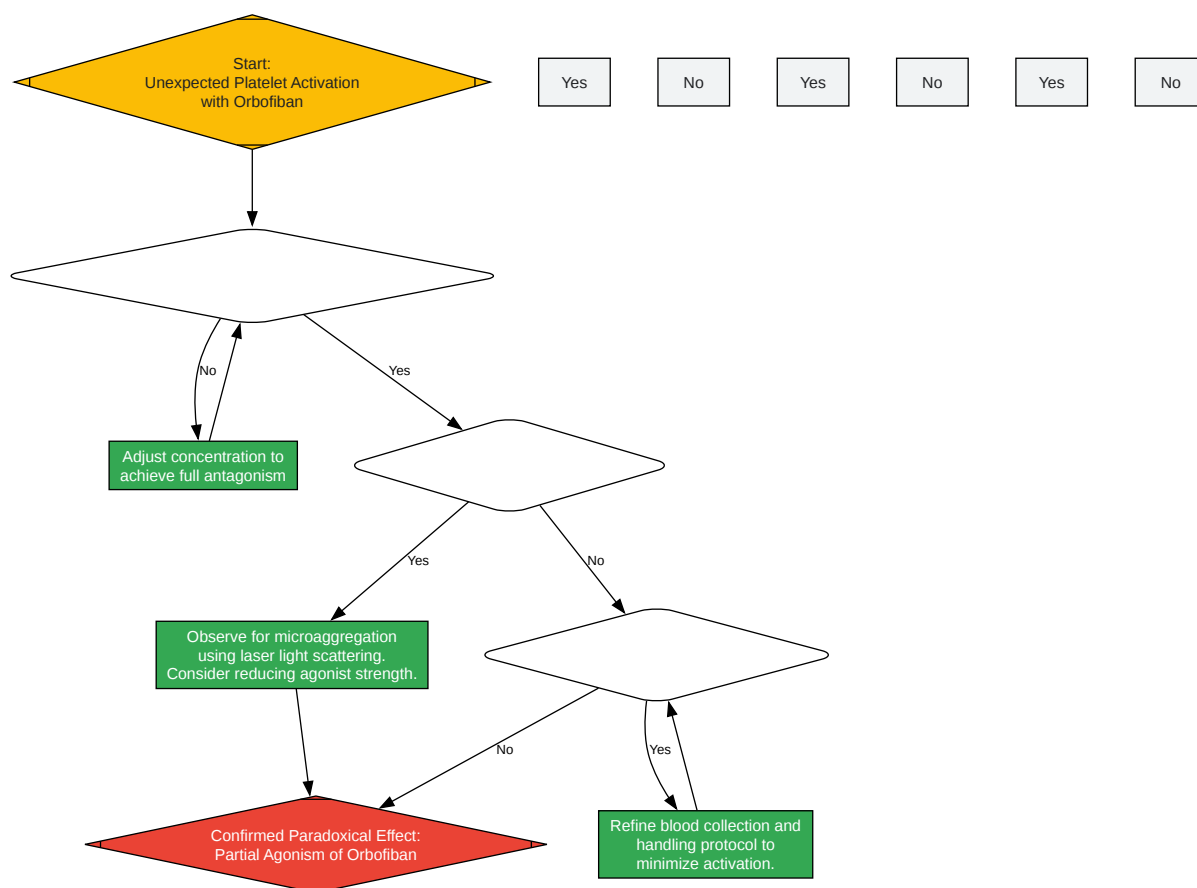 Start:
Unexpected Platelet Activation
with Orbofiban
Yes
No
Yes
No
Yes
No
No
Yes
Adjust concentration to
achieve full antagonism
Yes
No
Observe for microaggregation
using laser light scattering.
Consider reducing agonist strength.
No
Yes
Confirmed Paradoxical Effect:
Partial Agonism of Orbofiban
Refine blood collection and
handling protocol to
minimize activation.